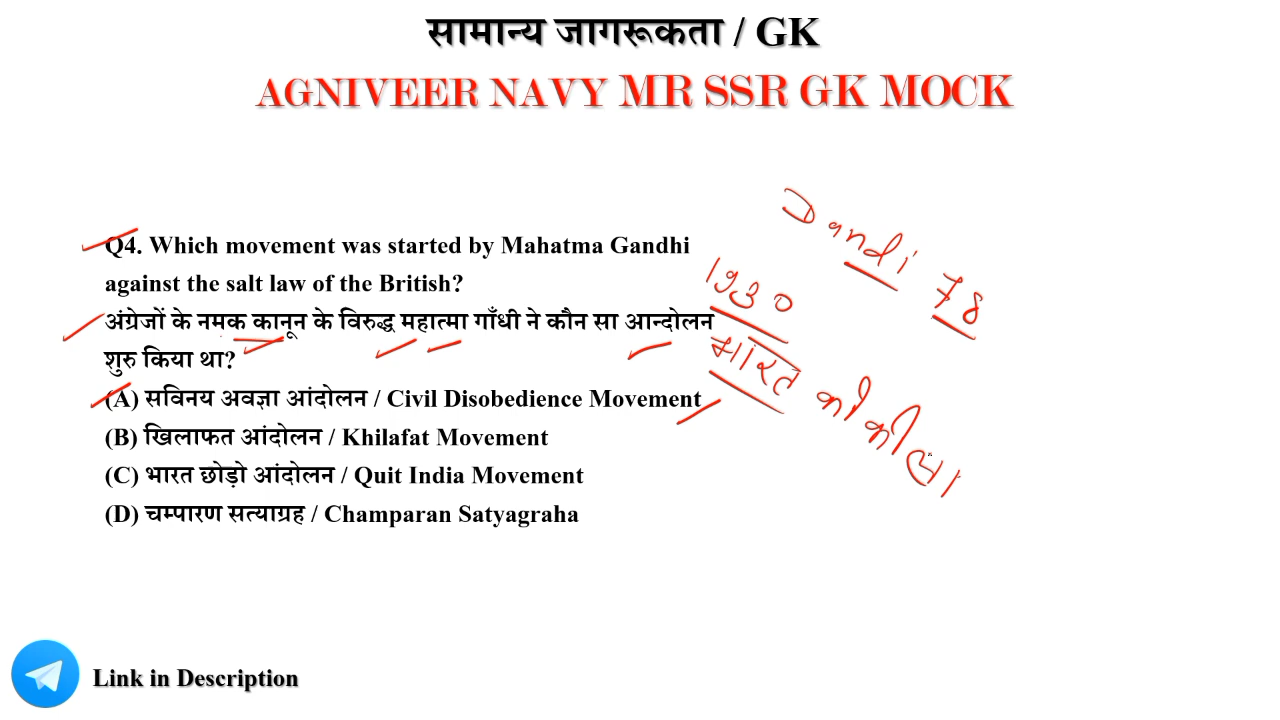 सामान्य जागरूकता / GK
AGNIVEER NAVY MR SSR GK MOCK
Q4. Which movement was started by Mahatma Gandhi
against the salt law of the British?
अंग्रेजों के नमक कानून के विरुद्ध महात्मा गाँधी ने कौन सा आन्दोलन
शुरु किया था?
(A) सविनय अवज्ञा आंदोलन / Civil Disobedience Movement
(B) खिलाफत आंदोलन / Khilafat Movement
(C) भारत छोड़ो आंदोलन / Quit India Movement
(D) चम्पारण सत्याग्रह / Champaran Satyagraha
Dandi 78
1930
भारत कोकीला
Link in Description